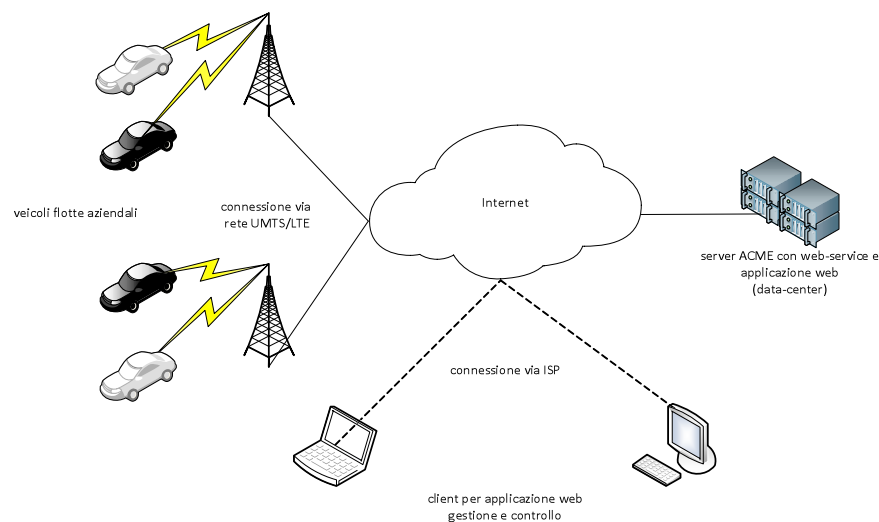 veicoli flotte aziendali
connessione via
rete UMTS/LTE
Internet
server ACME con web-service e
applicazione web
(data-center)
connessione via ISP
client per applicazione web
gestione e controllo